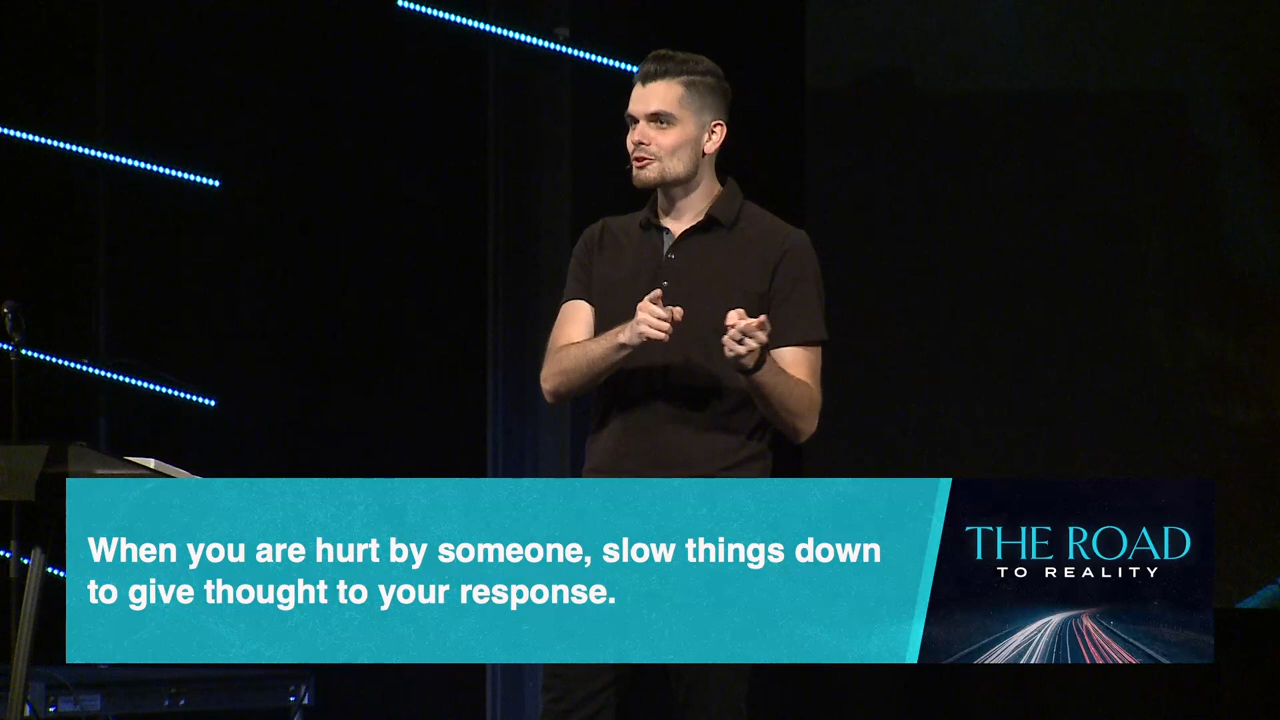 When you are hurt by someone, slow things down
to give thought to your response.
THE ROAD
TO REALITY